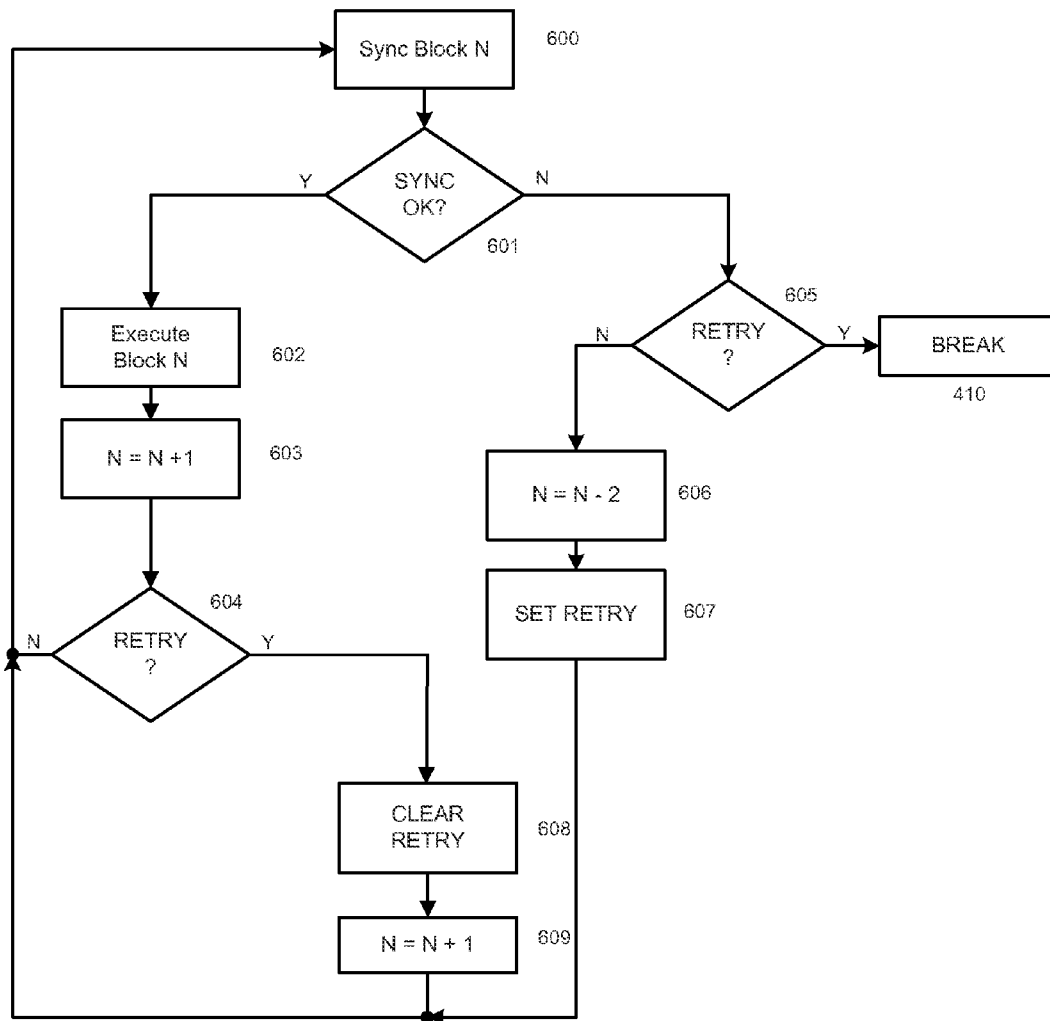 Sync Block N
600
SYNC
OK?
Y
N
601
Execute
Block N
602
605
RETRY
?
N
Y
BREAK
410
N = N +1
603
N = N - 2
606
604
RETRY
?
N
Y
SET RETRY
607
CLEAR
RETRY
608
N = N + 1
609